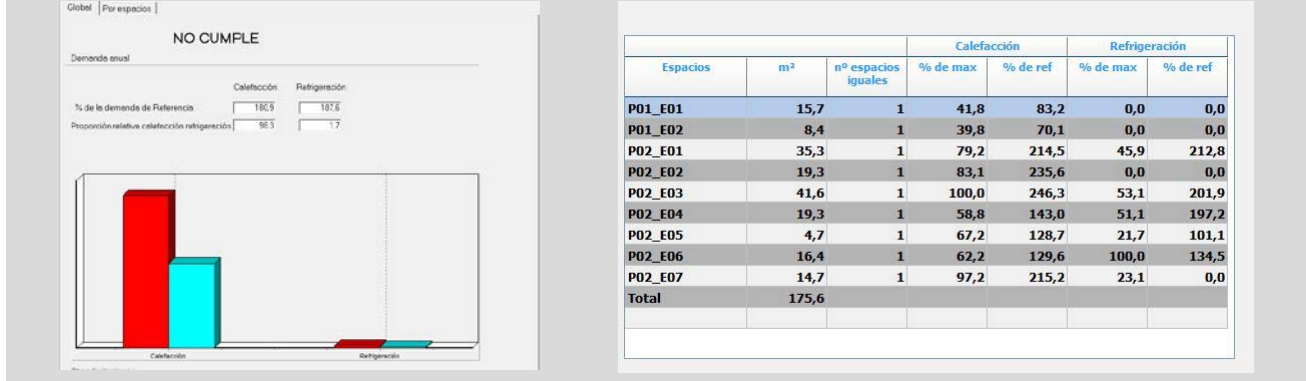 Global Por espacios
NO CUMPLE
Demanda anual
Calefacción Refrigeración
% de la demanda de Referencia 180,9 187,6
Proporción relativa calefacción refrigeración 98,3 1,7
Calefacción Refrigeración
Calefacción Refrigeración
Espacios m² nº espacios iguales % de max % de ref % de max % de ref
P01_E01 15,7 1 41,8 83,2 0,0 0,0
P01_E02 8,4 1 39,8 70,1 0,0 0,0
P02_E01 35,3 1 79,2 214,5 45,9 212,8
P02_E02 19,3 1 83,1 235,6 0,0 0,0
P02_E03 41,6 1 100,0 246,3 53,1 201,9
P02_E04 19,3 1 58,8 143,0 51,1 197,2
P02_E05 4,7 1 67,2 128,7 21,7 101,1
P02_E06 16,4 1 62,2 129,6 100,0 134,5
P02_E07 14,7 1 97,2 215,2 23,1 0,0
Total 175,6